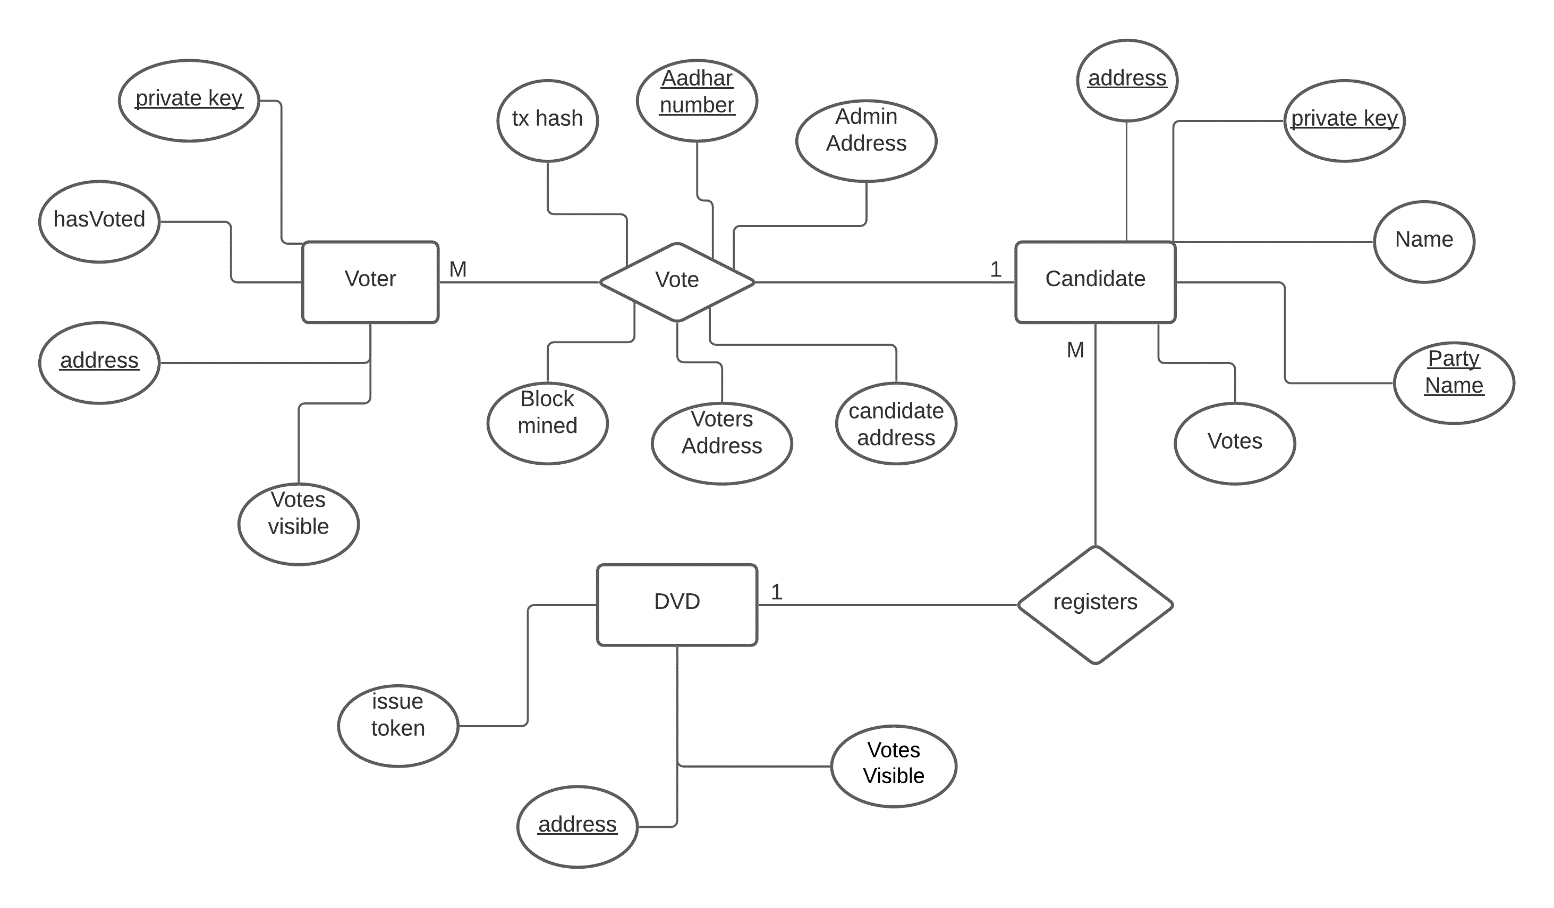 address
Aadhar
number
private key
tx hash
Admin
Address
private key
hasVoted
Name
Voter
M
Vote
1
Candidate
address
M
Party
Name
Block
mined
Voters
Address
candidate
address
Votes
Votes
visible
DVD
1
registers
issue
token
Votes
Visible
address